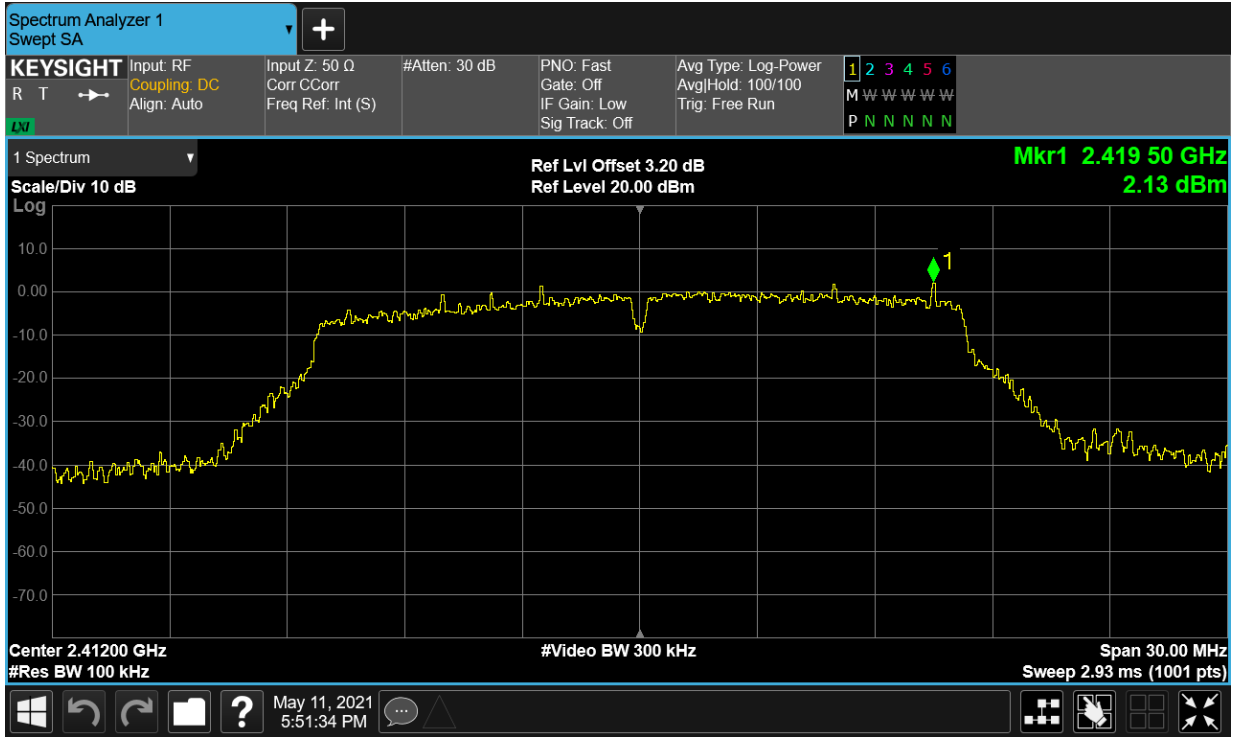 Spectrum Analyzer 1
Swept SA
KEYSIGHT
R T
LXI
Input: RF
Coupling: DC
Align: Auto
Input Z: 50 Ω
Corr CCorr
Freq Ref: Int (S)
#Atten: 30 dB
PNO: Fast
Gate: Off
IF Gain: Low
Sig Track: Off
Avg Type: Log-Power
Avg|Hold: 100/100
Trig: Free Run
1 2 3 4 5 6
M W W W W W
P N N N N N N
1 Spectrum
Scale/Div 10 dB
Log
Ref Lvl Offset 3.20 dB
Ref Level 20.00 dBm
Mkr1 2.419 50 GHz
2.13 dBm
10.0
1
0.00
-10.0
-20.0
-30.0
-40.0
-50.0
-60.0
-70.0
Center 2.41200 GHz
#Res BW 100 kHz
#Video BW 300 kHz
Span 30.00 MHz
Sweep 2.93 ms (1001 pts)
?
May 11, 2021
5:51:34 PM